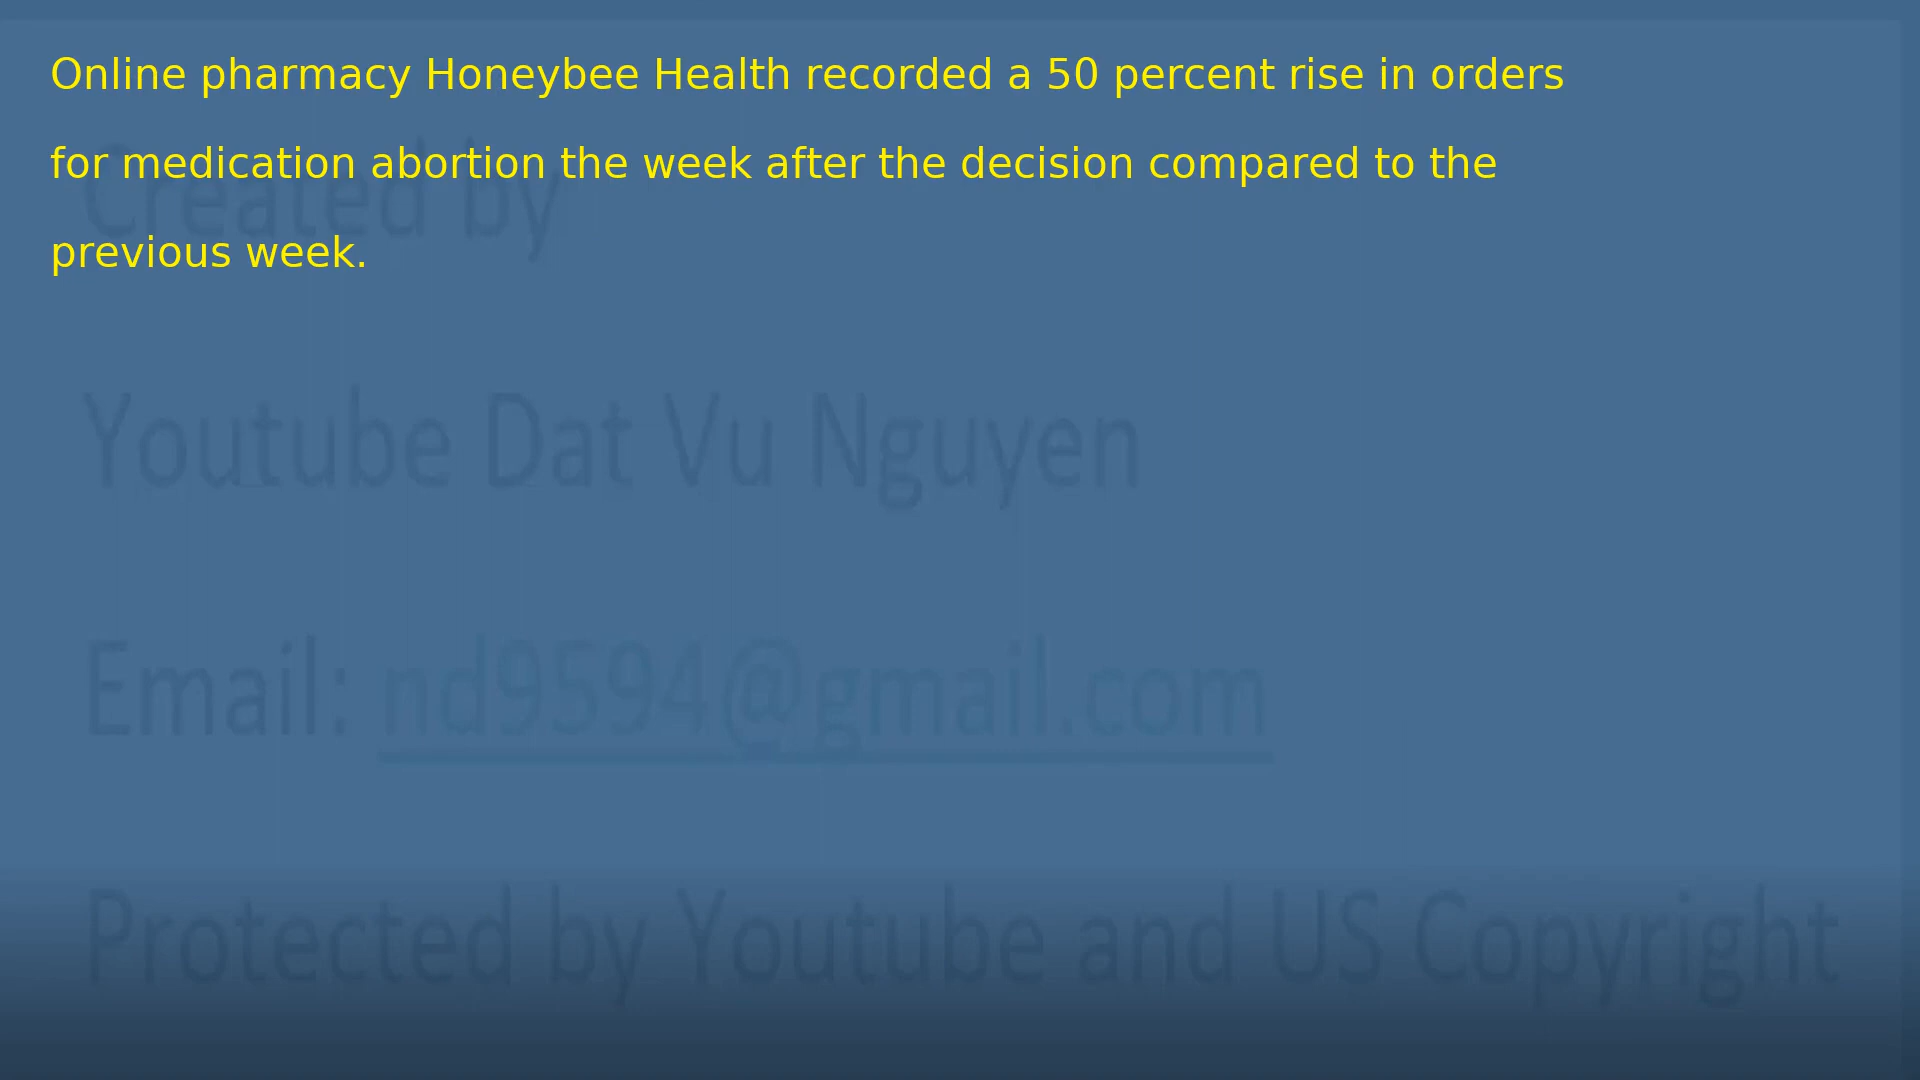 Online pharmacy Honeybee Health recorded a 50 percent rise in orders
for medication abortion the week after the decision compared to the
previous week.
Created by
Youtube Dat Vu Nguyen
Email: nd9594@gmail.com
Protected by Youtube and US Copyright